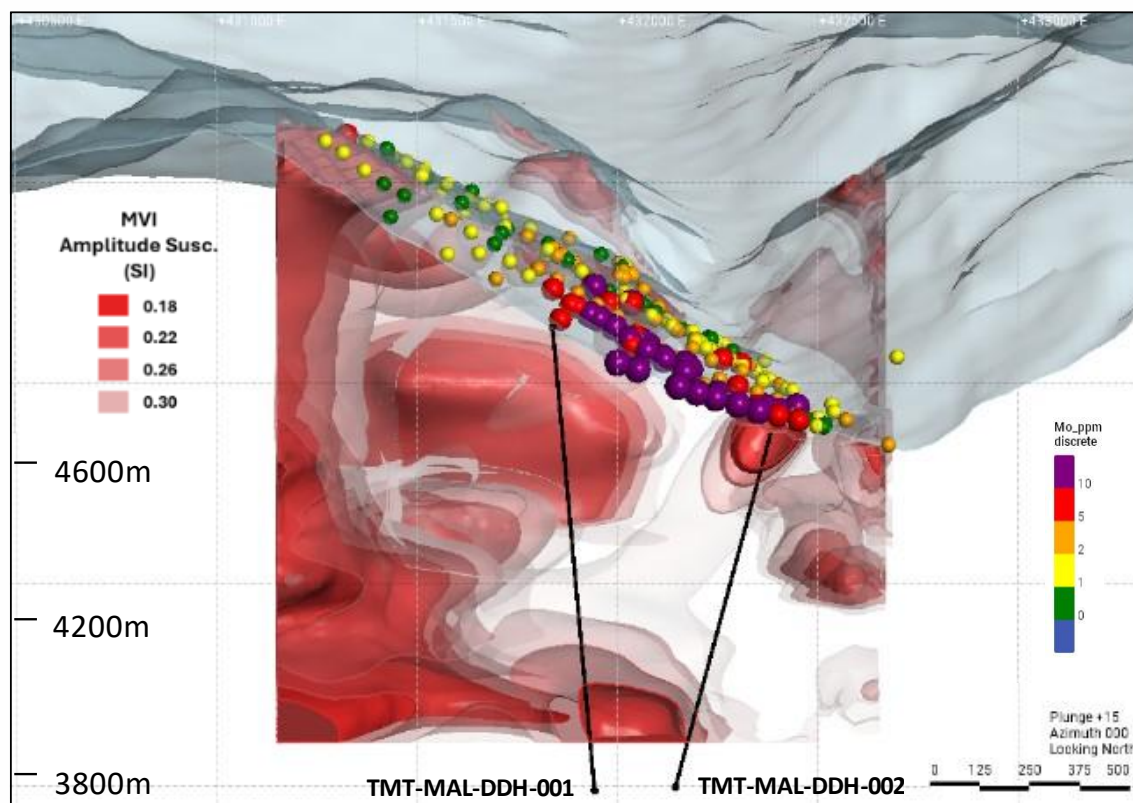 +430500 E
+431000 E
+431500 E
+432000 E
+432500 E
+433000 E
MVI
Amplitude Susc.
(SI)
0.18
0.22
0.26
0.30
4600m
4200m
3800m
Mo_ppm
discrete
10
5
2
1
0
Plunge +15
Azimuth 000
Looking North
0 125 250 375 500
TMT-MAL-DDH-001
TMT-MAL-DDH-002